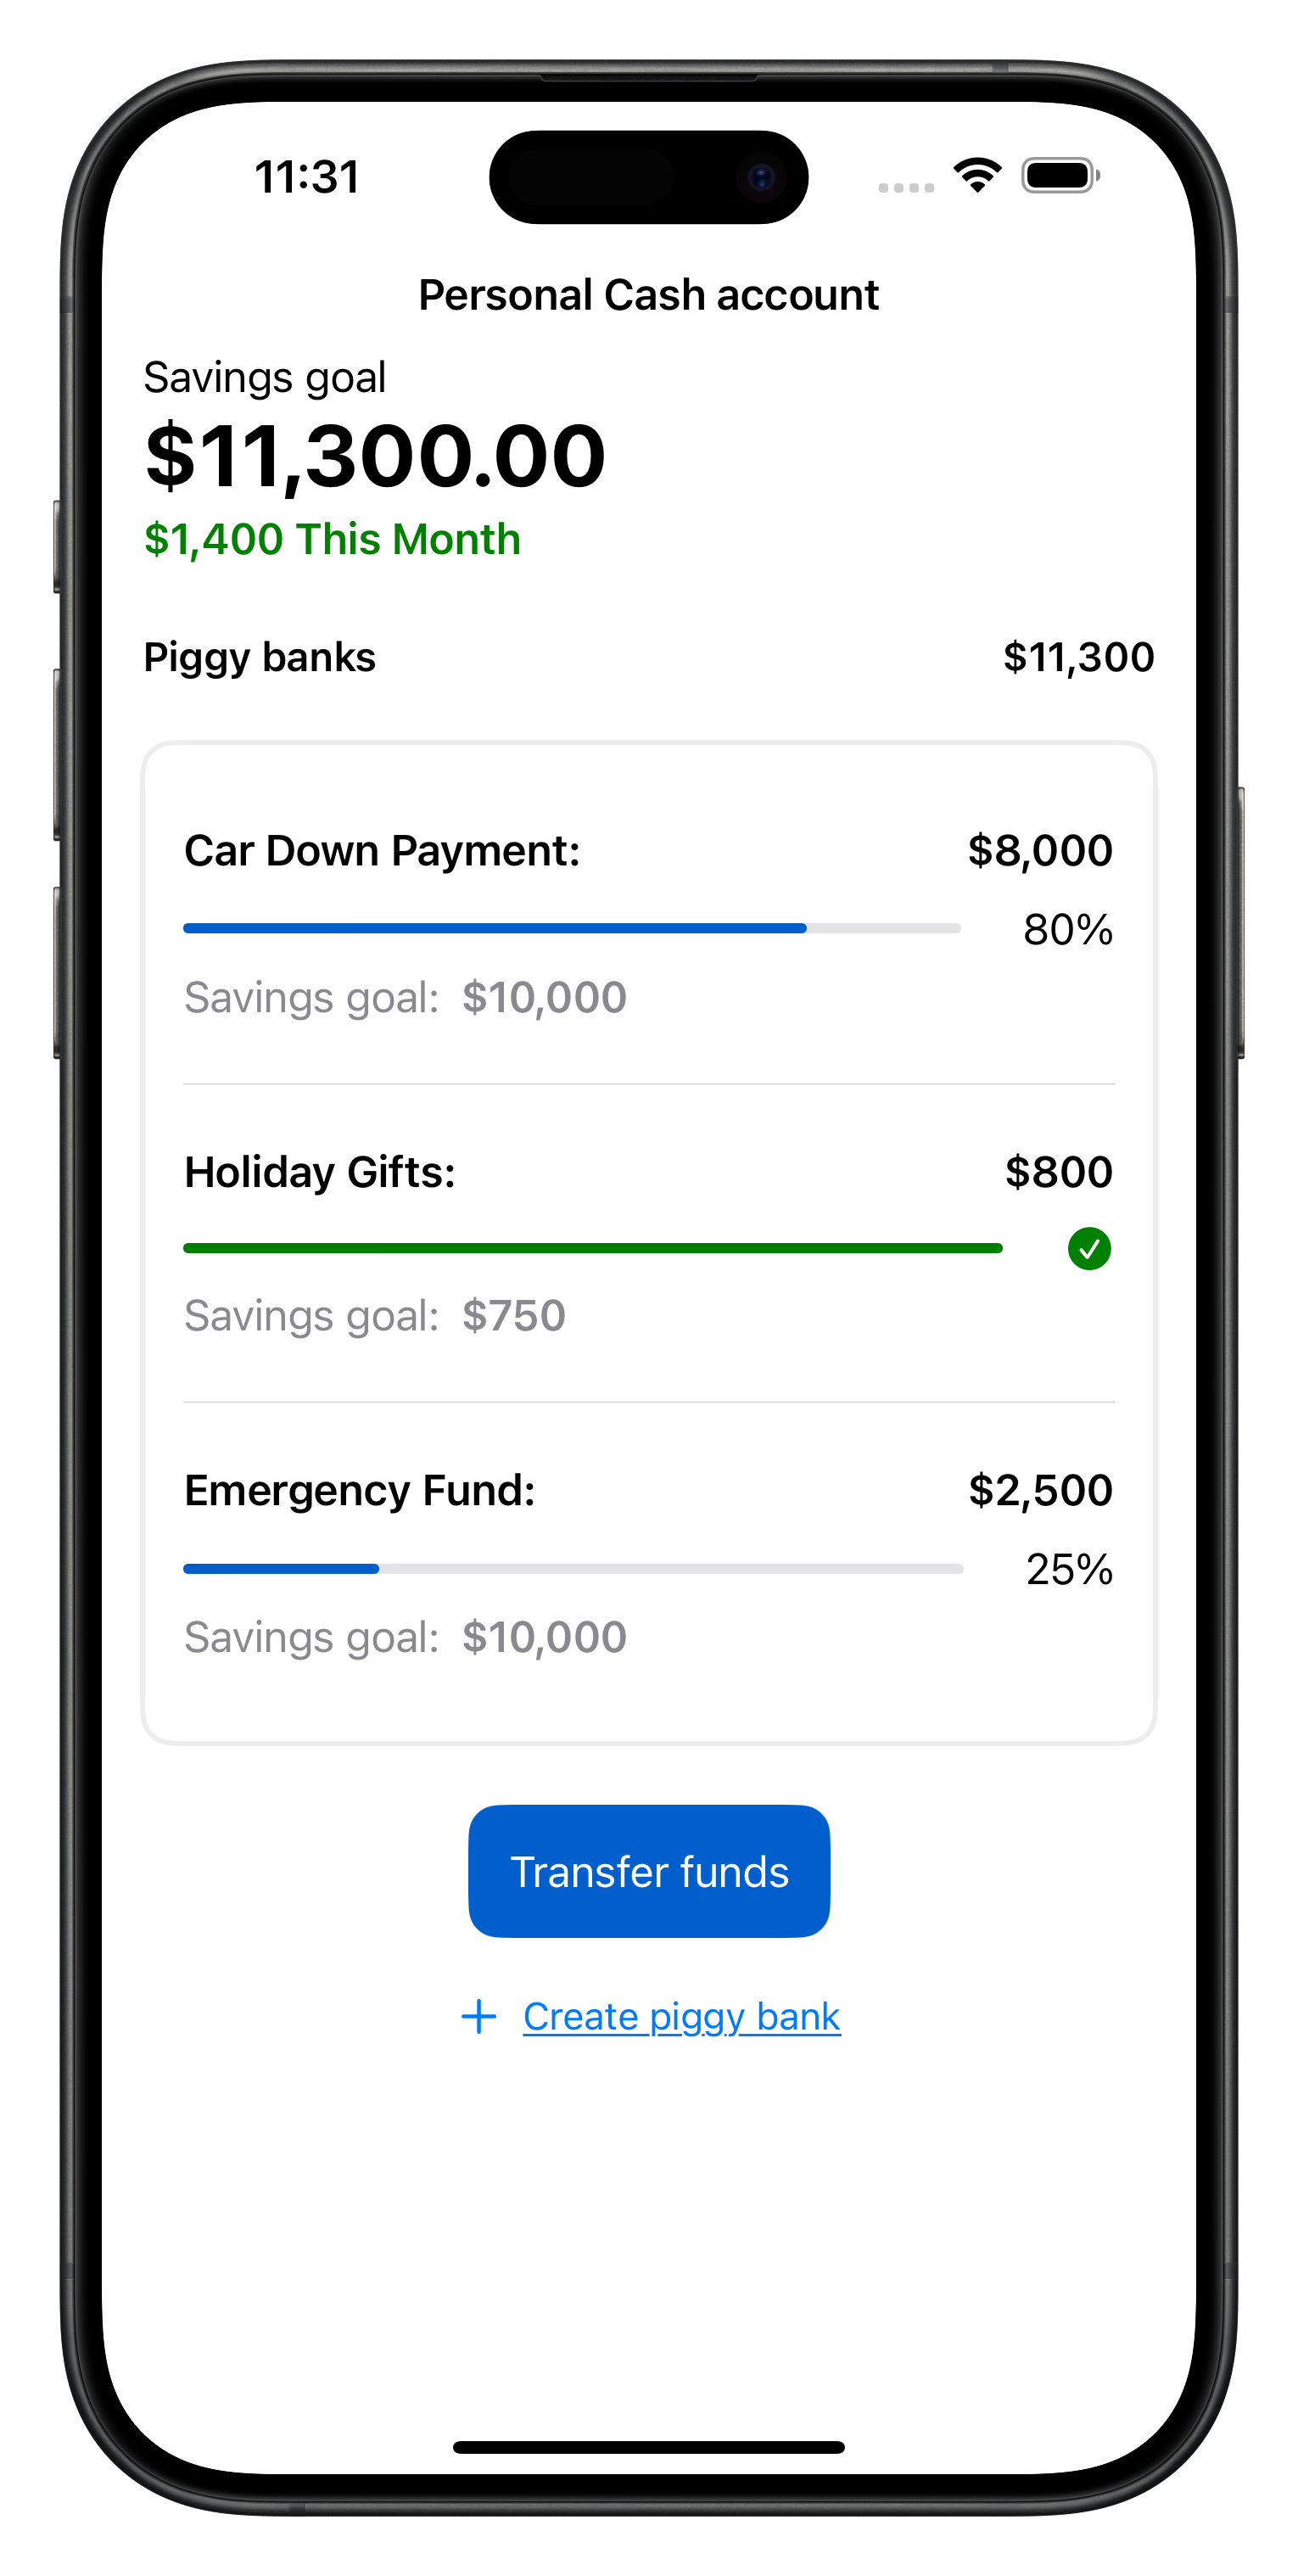 11:31
Personal Cash account
Savings goal
$11,300.00
$1,400 This Month
Piggy banks $11,300
Car Down Payment: $8,000
80%
Savings goal: $10,000
Holiday Gifts: $800
Savings goal: $750
Emergency Fund: $2,500
25%
Savings goal: $10,000
Transfer funds
+ Create piggy bank